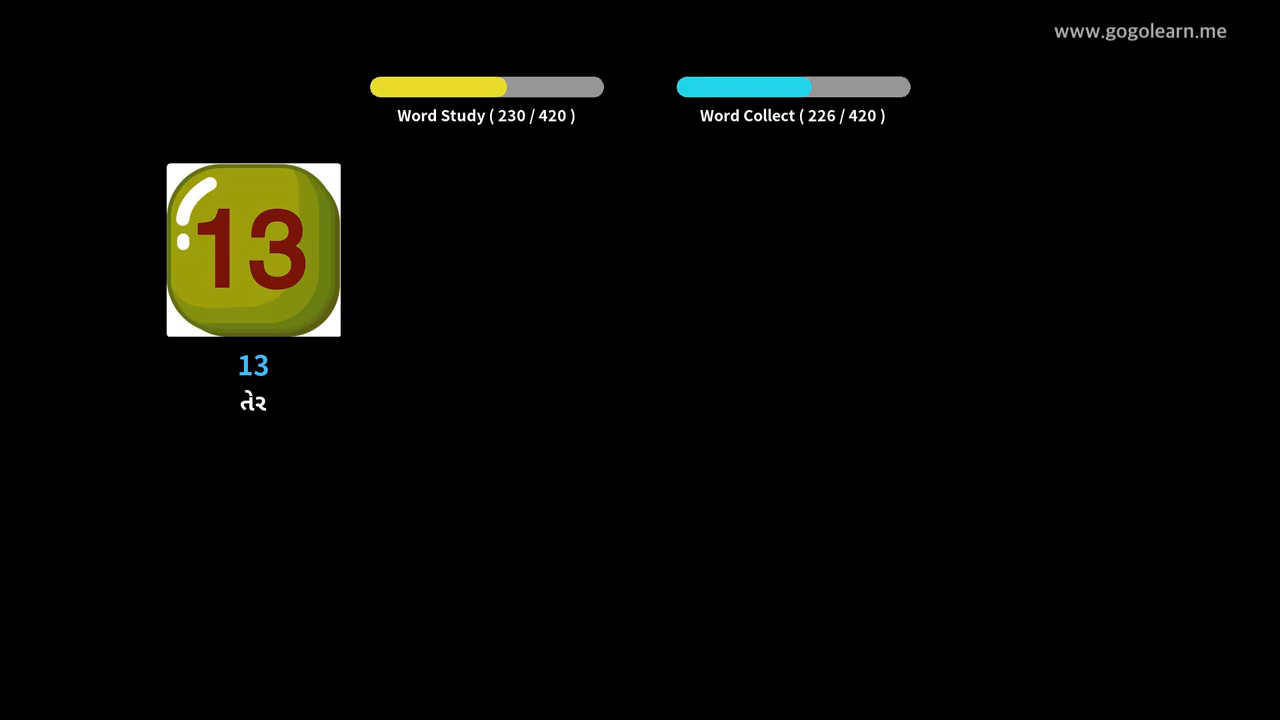 www.gogolearn.me
Word Study ( 230 / 420 )
Word Collect ( 226 / 420 )
13
13
તેર